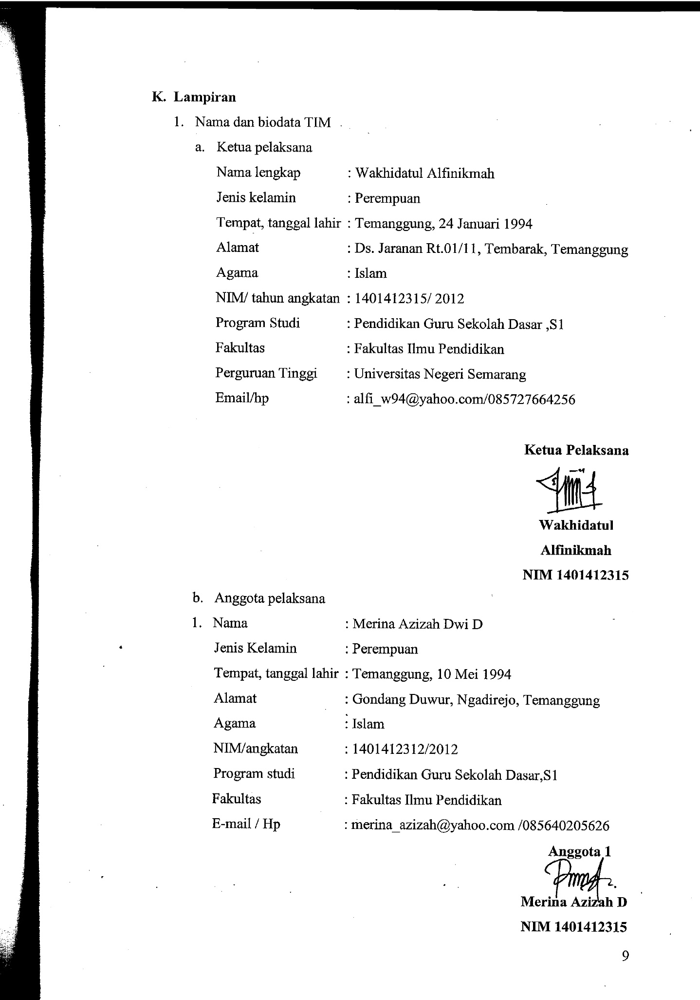 K. Lampiran
1. Nama dan biodata TIM
a. Ketua pelaksana
Nama lengkap : Wakhidatul Alfinikmah
Jenis kelamin : Perempuan
Tempat, tanggal lahir : Temanggung, 24 Januari 1994
Alamat : Ds. Jaranan Rt.01/11, Tembarak, Temanggung
Agama : Islam
NIM/ tahun angkatan : 1401412315/ 2012
Program Studi : Pendidikan Guru Sekolah Dasar ,S1
Fakultas : Fakultas Ilmu Pendidikan
Perguruan Tinggi : Universitas Negeri Semarang
Email/hp : alfi_w94@yahoo.com/085727664256
Ketua Pelaksana
Wakhidatul
Alfinikmah
NIM 1401412315
b. Anggota pelaksana
1. Nama : Merina Azizah Dwi D
Jenis Kelamin : Perempuan
Tempat, tanggal lahir : Temanggung, 10 Mei 1994
Alamat : Gondang Duwur, Ngadirejo, Temanggung
Agama : Islam
NIM/angkatan : 1401412312/2012
Program studi : Pendidikan Guru Sekolah Dasar,S1
Fakultas : Fakultas Ilmu Pendidikan
E-mail / Hp : merina_azizah@yahoo.com /085640205626
Anggota 1
Merina Azizah D
NIM 1401412315
9